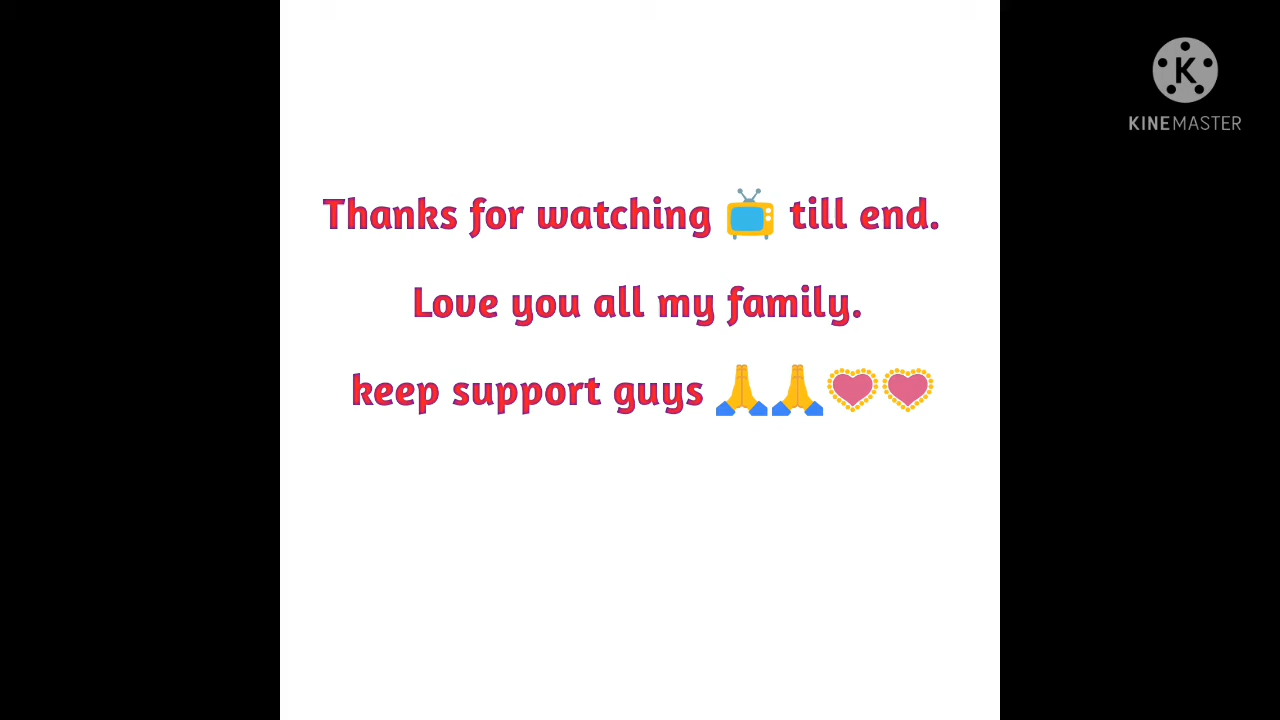 KINEMASTER
Thanks for watching 📺 till end.
Love you all my family.
keep support guys 🙏🙏💟💟